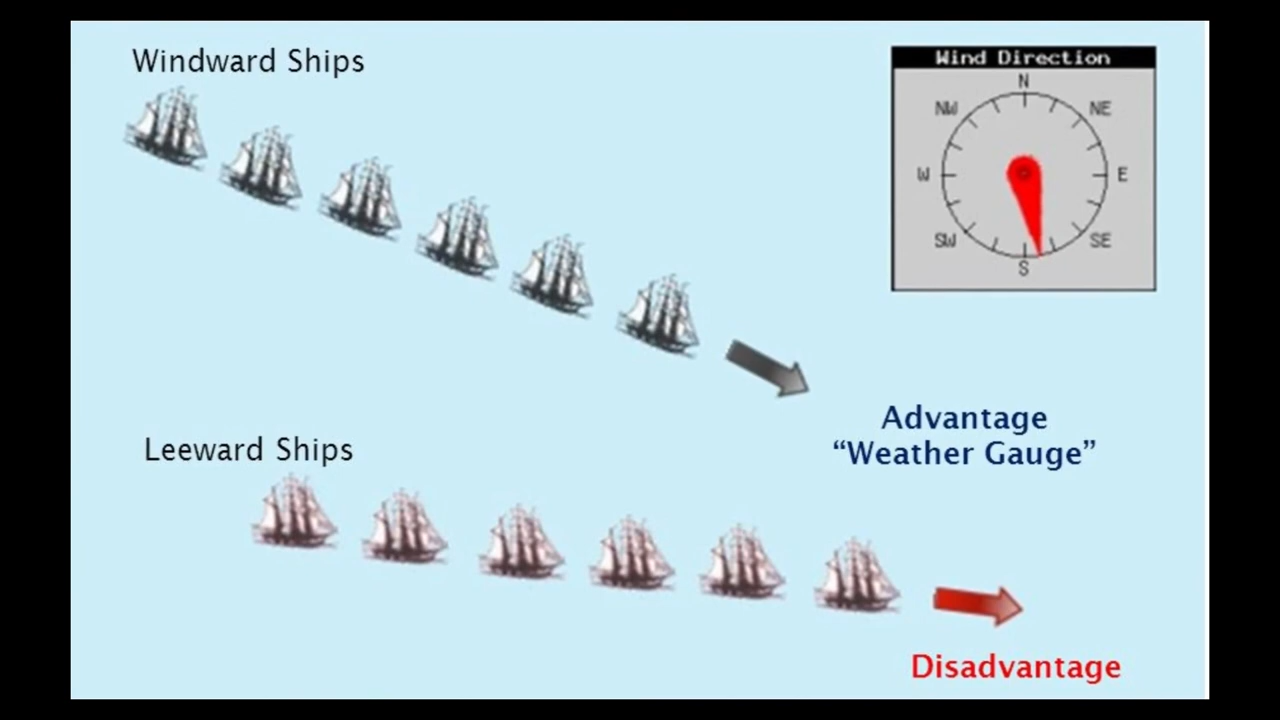 Windward Ships
Wind Direction
N
NW
NE
W
E
SW
SE
S
Advantage
“Weather Gauge”
Leeward Ships
Disadvantage